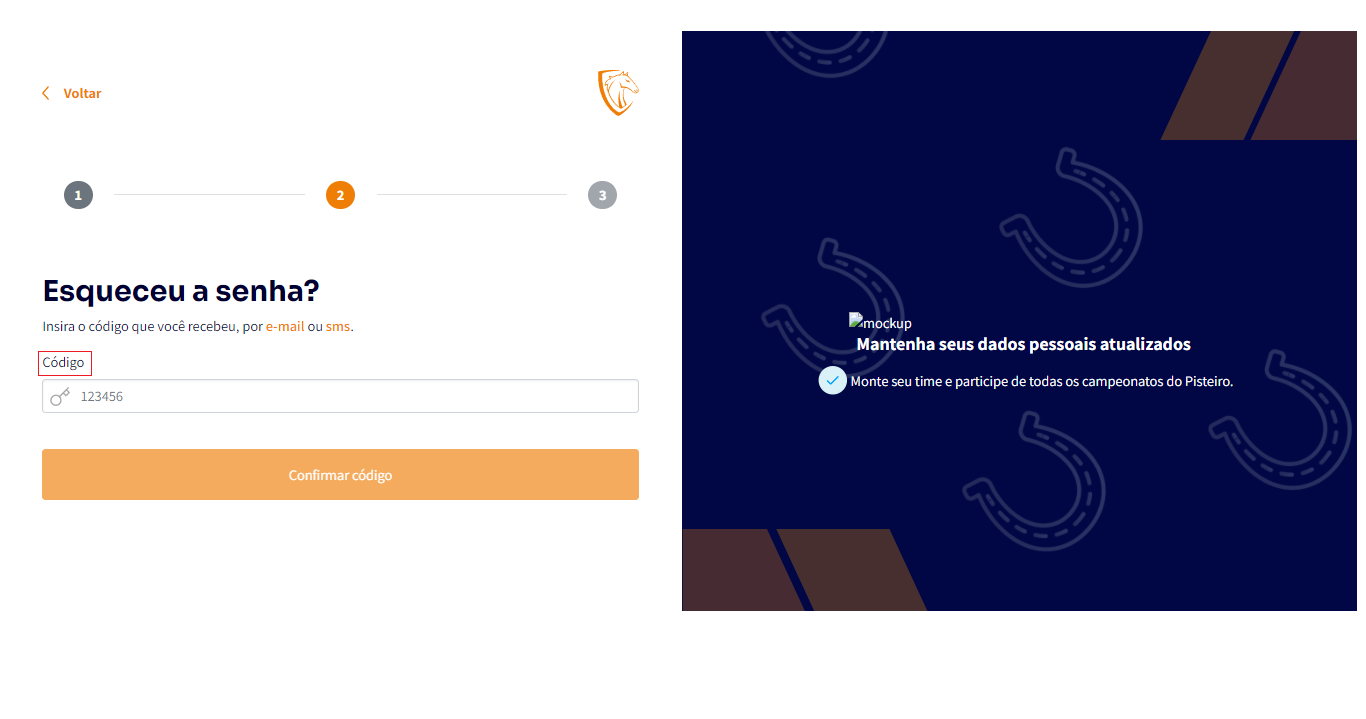 Voltar
1
2
3
Esqueceu a senha?
Insira o código que você recebeu, por e-mail ou sms.
Código
123456
Confirmar código
mockup
Mantenha seus dados pessoais atualizados
Monte seu time e participe de todas os campeonatos do Pisteiro.